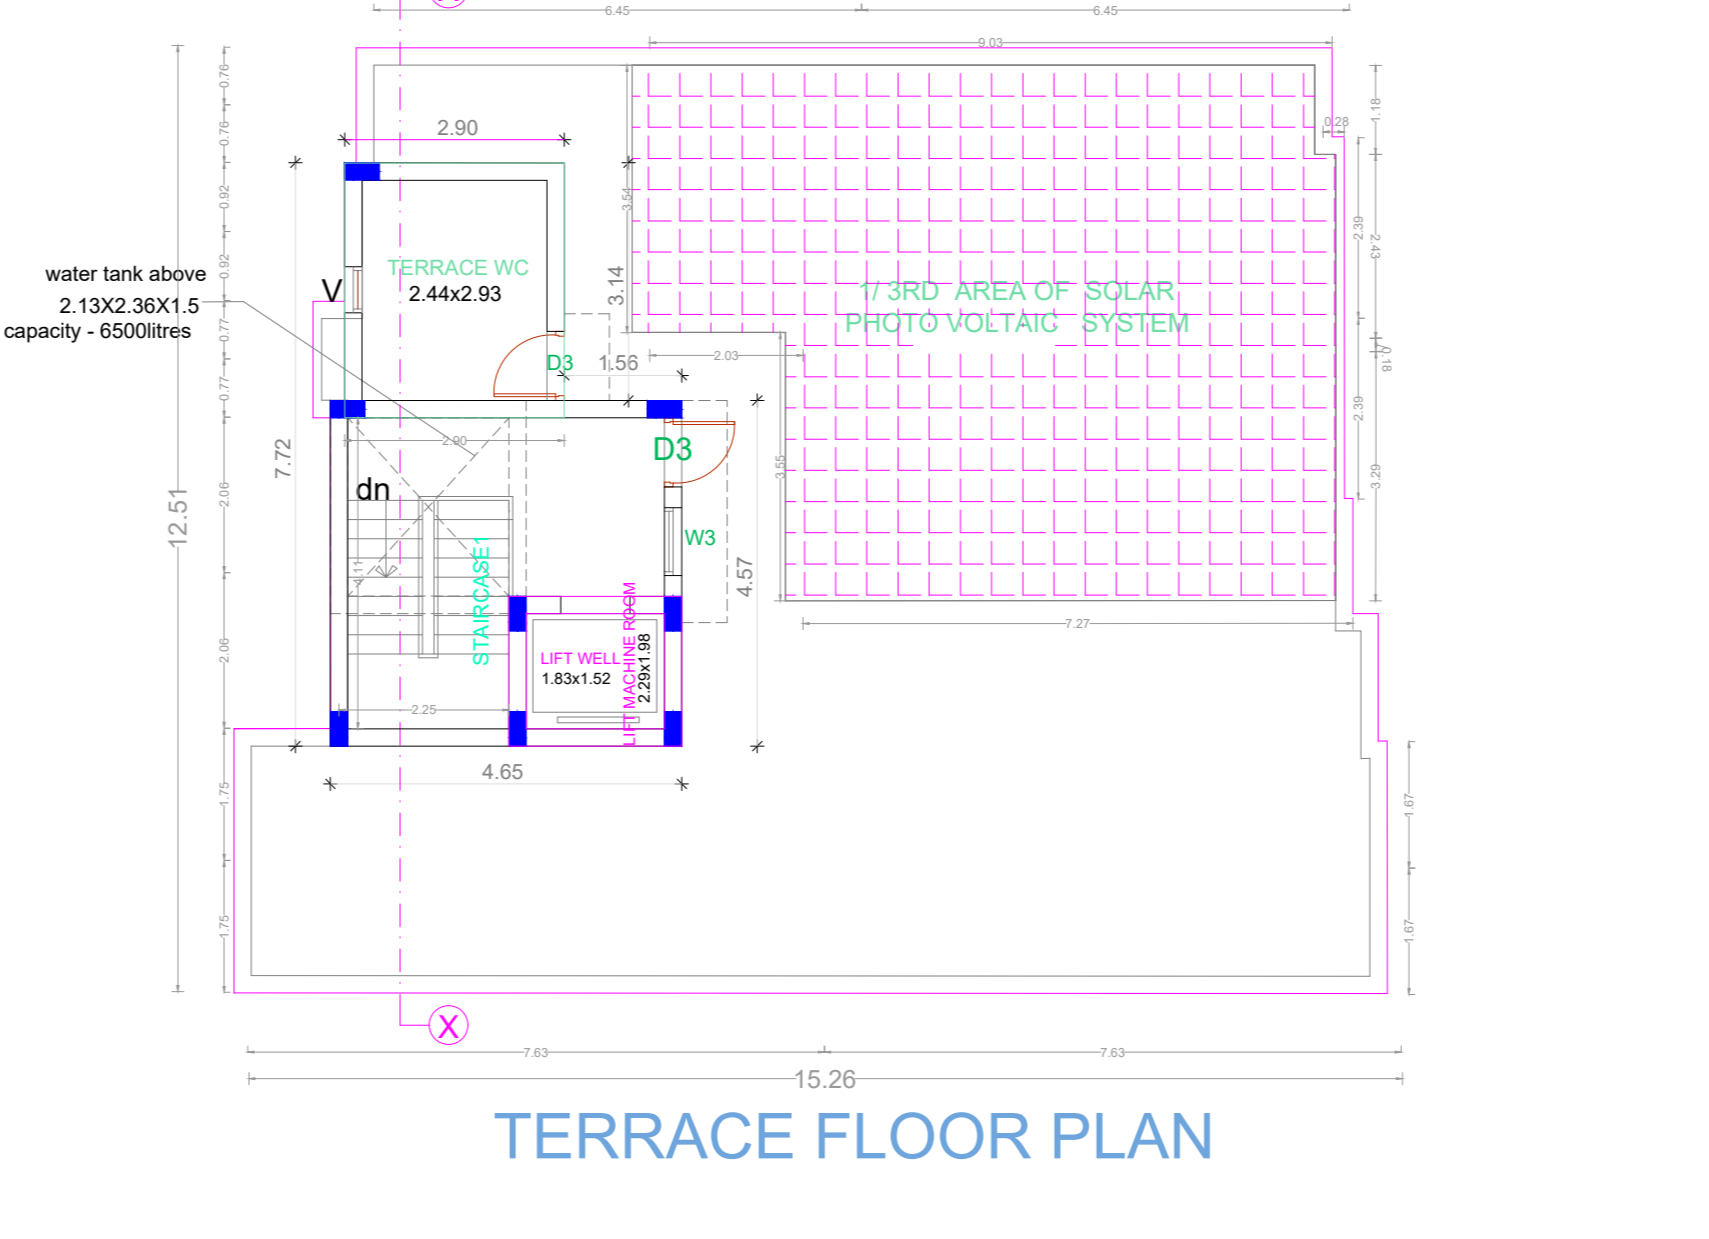 6.45
6.45
9.03
0.76
0.76
0.92
0.92
0.77
0.77
2.06
2.06
1.75
1.75
12.51
7.72
2.90
water tank above
2.13X2.36X1.5
capacity - 6500litres
V
TERRACE WC
2.44x2.93
D3
1.56
3.54
3.14
2.03
1/ 3RD AREA OF SOLAR
PHOTO VOLTAIC SYSTEM
0.28
1.18
2.39
2.43
0.18
2.39
3.29
2.90
D3
dn
4.11
STAIRCASE1
W3
4.57
3.55
7.27
LIFT WELL
1.83x1.52
LIFT MACHINE ROOM
2.29x1.98
2.25
4.65
1.67
1.67
X
7.63
7.63
15.26
TERRACE FLOOR PLAN